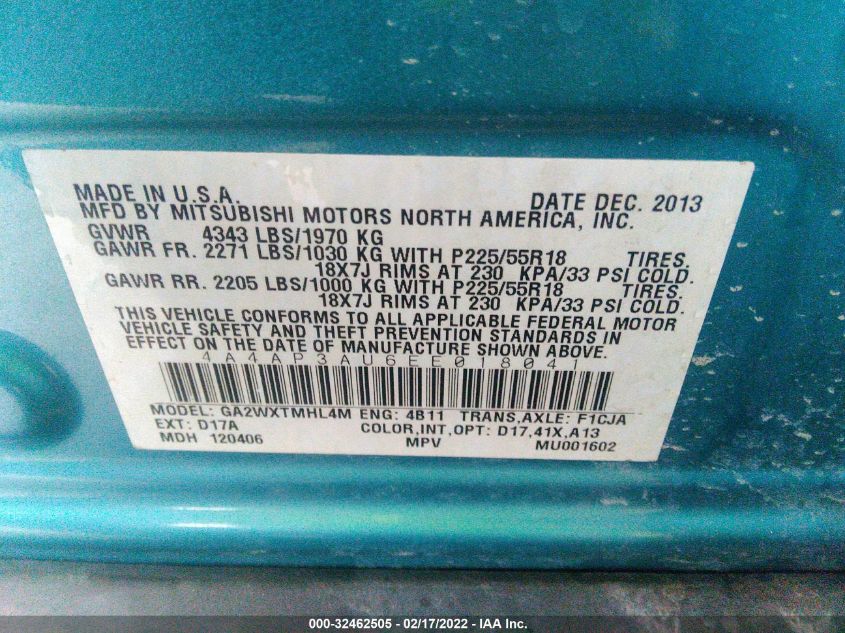 MADE IN U.S.A. DATE DEC. 2013
MFD BY MITSUBISHI MOTORS NORTH AMERICA, INC.
GVWR 4343 LBS/1970 KG
GAWR FR. 2271 LBS/1030 KG WITH P225/55R18 TIRES.
18X7J RIMS AT 230 KPA/33 PSI COLD.
GAWR RR. 2205 LBS/1000 KG WITH P225/55R18 TIRES.
18X7J RIMS AT 230 KPA/33 PSI COLD.
THIS VEHICLE CONFORMS TO ALL APPLICABLE FEDERAL MOTOR
VEHICLE SAFETY AND THEFT PREVENTION STANDARDS IN
EFFECT ON THE DATE OF MANUFACTURE SHOWN ABOVE.
4A4AP3AU6EE018041
MODEL: GA2WXTMHL4M ENG: 4B11 TRANS,AXLE: F1CJA
EXT: D17A COLOR,INT,OPT: D17,41X,A13
MDH 120406 MPV MU001602
000-32462505 - 02/17/2022 - IAA Inc.